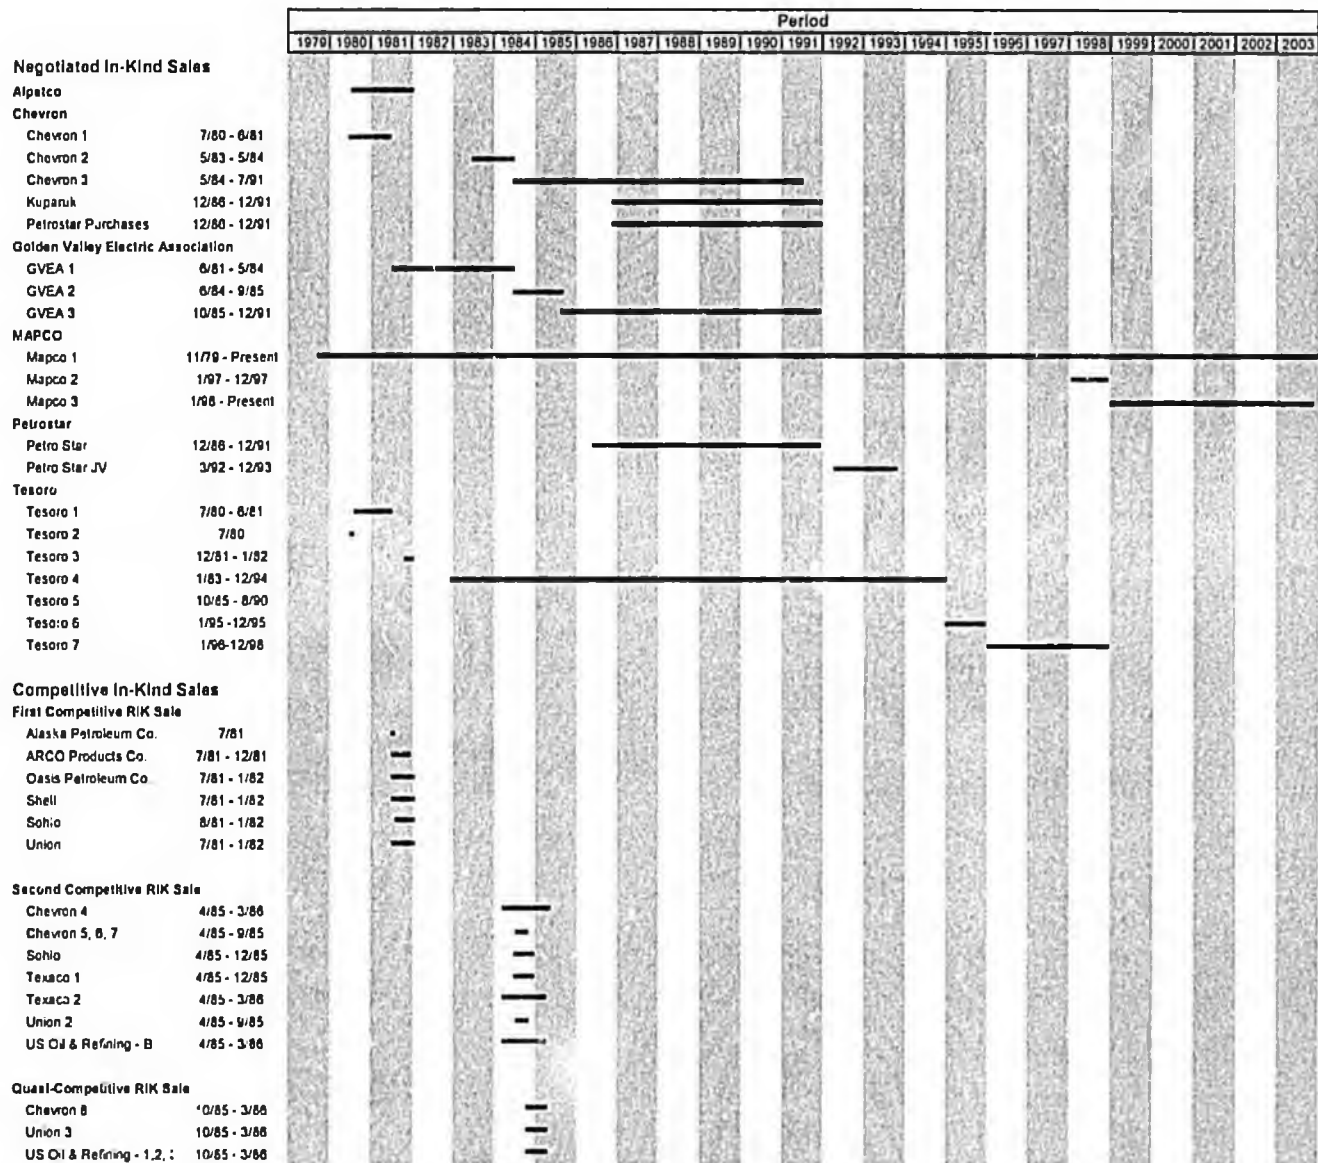 Period
1979 1980 1981 1982 1983 1984 1985 1986 1987 1988 1989 1990 1991 1992 1993 1994 1995 1996 1997 1998 1999 2000 2001 2002 2003
Negotiated In-Kind Sales
Alpetco
Chevron
Chevron 1 7/80 - 6/81
Chevron 2 5/83 - 5/84
Chevron 3 5/84 - 7/91
Kuparuk 12/86 - 12/91
Petrostar Purchases 12/86 - 12/91
Golden Valley Electric Association
GVEA 1 6/81 - 5/84
GVEA 2 6/84 - 9/85
GVEA 3 10/85 - 12/91
MAPCO
Mapco 1 11/79 - Present
Mapco 2 1/97 - 12/97
Mapco 3 1/98 - Present
Petrostar
Petro Star 12/86 - 12/91
Petro Star JV 3/92 - 12/93
Tesoro
Tesoro 1 7/80 - 6/81
Tesoro 2 7/80
Tesoro 3 12/81 - 1/82
Tesoro 4 1/83 - 12/94
Tesoro 5 10/85 - 8/90
Tesoro 6 1/95 -12/95
Tesoro 7 1/96-12/98
Competitive In-Kind Sales
First Competitive RIK Sale
Alaska Petroleum Co. 7/81
ARCO Products Co. 7/81 - 12/81
Oasis Petroleum Co. 7/81 - 1/82
Shell 7/81 - 1/82
Sohio 8/81 - 1/82
Union 7/81 - 1/82
Second Competitive RIK Sale
Chevron 4 4/85 - 3/86
Chevron 5, 6, 7 4/85 - 9/85
Sohio 4/85 - 12/85
Texaco 1 4/85 - 12/85
Texaco 2 4/85 - 3/86
Union 2 4/85 - 9/85
US Oil & Refining - B 4/85 - 3/86
Quasi-Competitive RIK Sale
Chevron 8 10/85 - 3/86
Union 3 10/85 - 3/86
US Oil & Refining - 1,2, 10/85 - 3/86